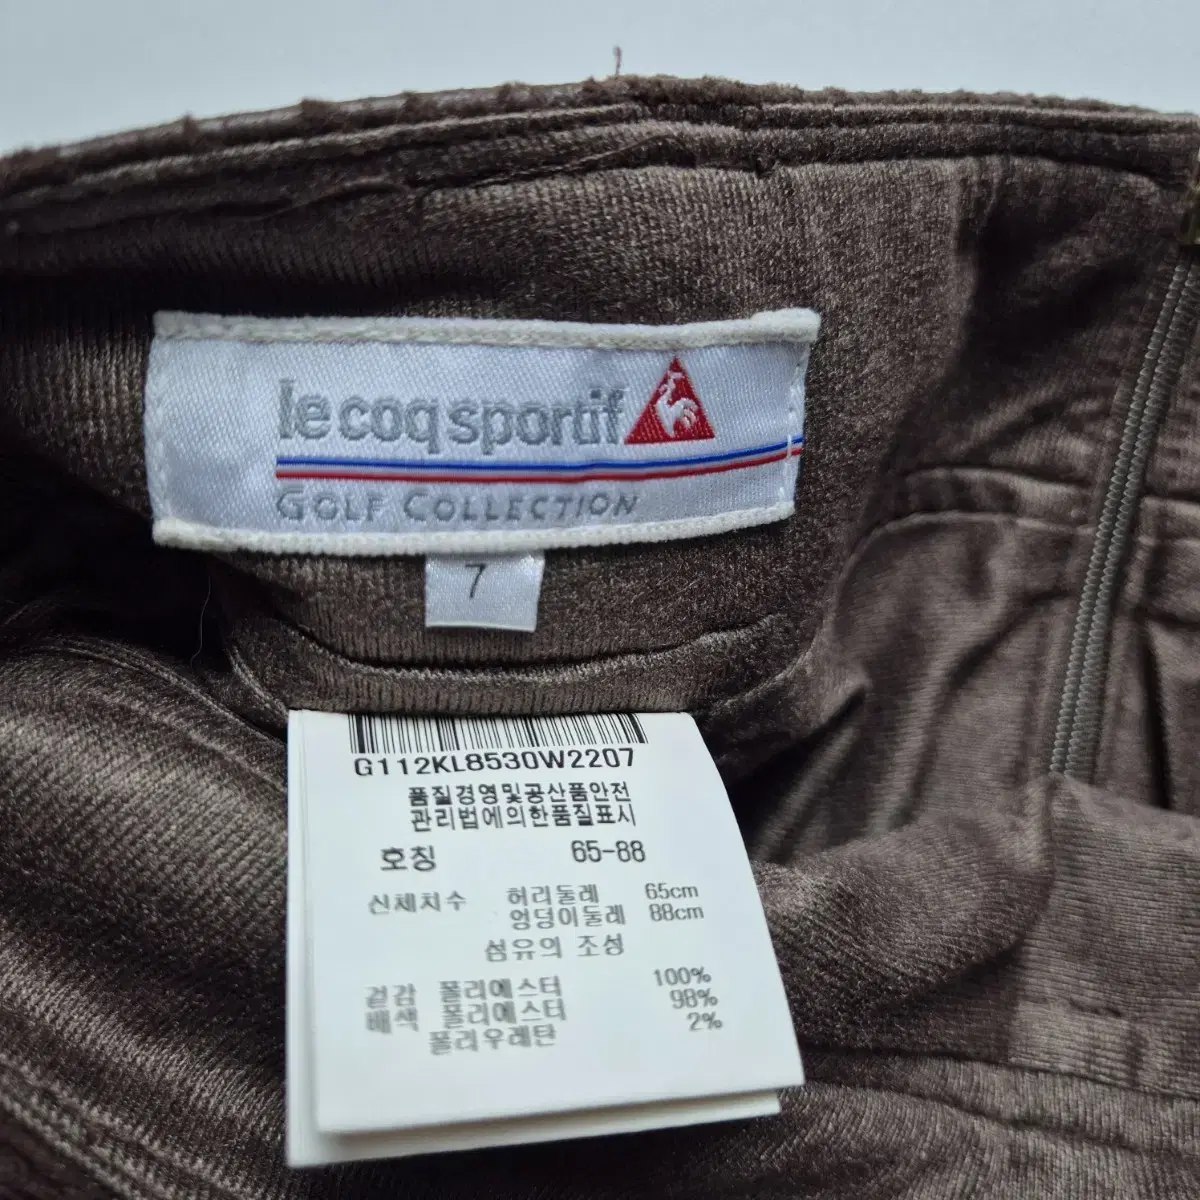 le coq sportif
GOLF COLLECTION
7
G112KL8530W2207
품질경영및공산품안전
관리법에의한품질표시
호칭 65-88
신체치수 허리둘레 65cm
엉덩이둘레 88cm
섬유의 조성
겉감 폴리에스터 100%
배색 폴리에스터 98%
폴리우레탄 2%